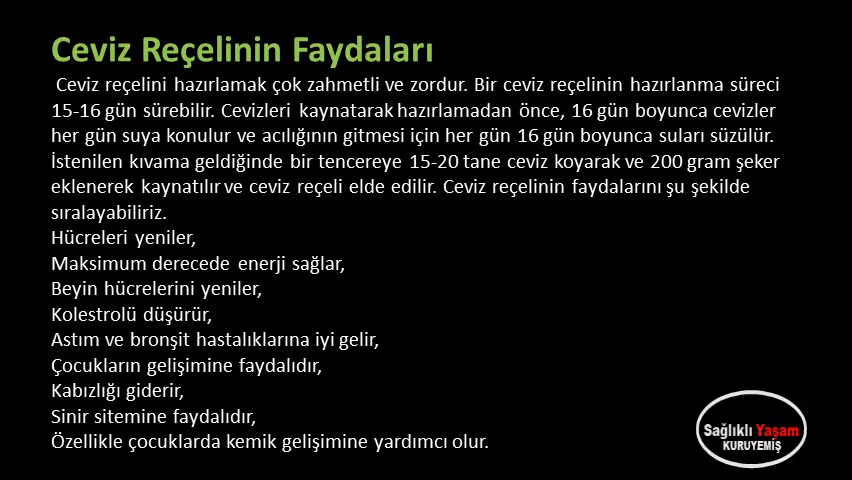 Ceviz Reçelinin Faydaları
Ceviz reçelini hazırlamak çok zahmetli ve zordur. Bir ceviz reçelinin hazırlanma süreci
15-16 gün sürebilir. Cevizleri kaynatarak hazırlamadan önce, 16 gün boyunca cevizler
her gün suya konulur ve acılığının gitmesi için her gün 16 gün boyunca suları süzülür.
İstenilen kıvama geldiğinde bir tencereye 15-20 tane ceviz koyarak ve 200 gram şeker
eklenerek kaynatılır ve ceviz reçeli elde edilir. Ceviz reçelinin faydalarını şu şekilde
sıralayabiliriz.
Hücreleri yeniler,
Maksimum derecede enerji sağlar,
Beyin hücrelerini yeniler,
Kolestrolü düşürür,
Astım ve bronşit hastalıklarına iyi gelir,
Çocukların gelişimine faydalıdır,
Kabızlığı giderir,
Sinir sitemine faydalıdır,
Özellikle çocuklarda kemik gelişimine yardımcı olur.
Sağlıklı Yaşam
KURUYEMİŞ